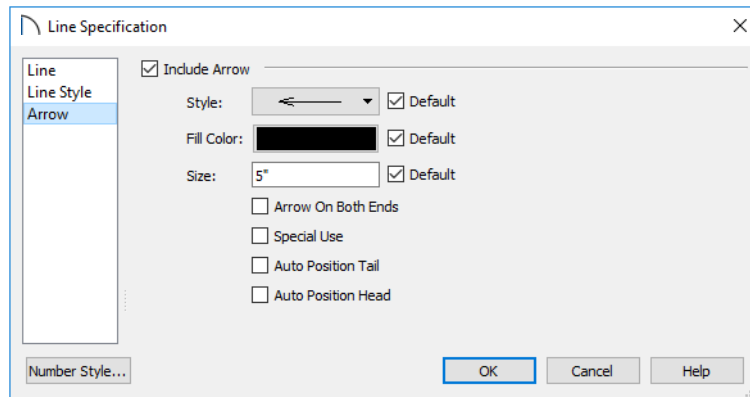 Line Specification
Line
Line Style
Arrow
Include Arrow
Style:
Default
Fill Color:
Default
Size:
5"
Default
Arrow On Both Ends
Special Use
Auto Position Tail
Auto Position Head
Number Style...
OK
Cancel
Help